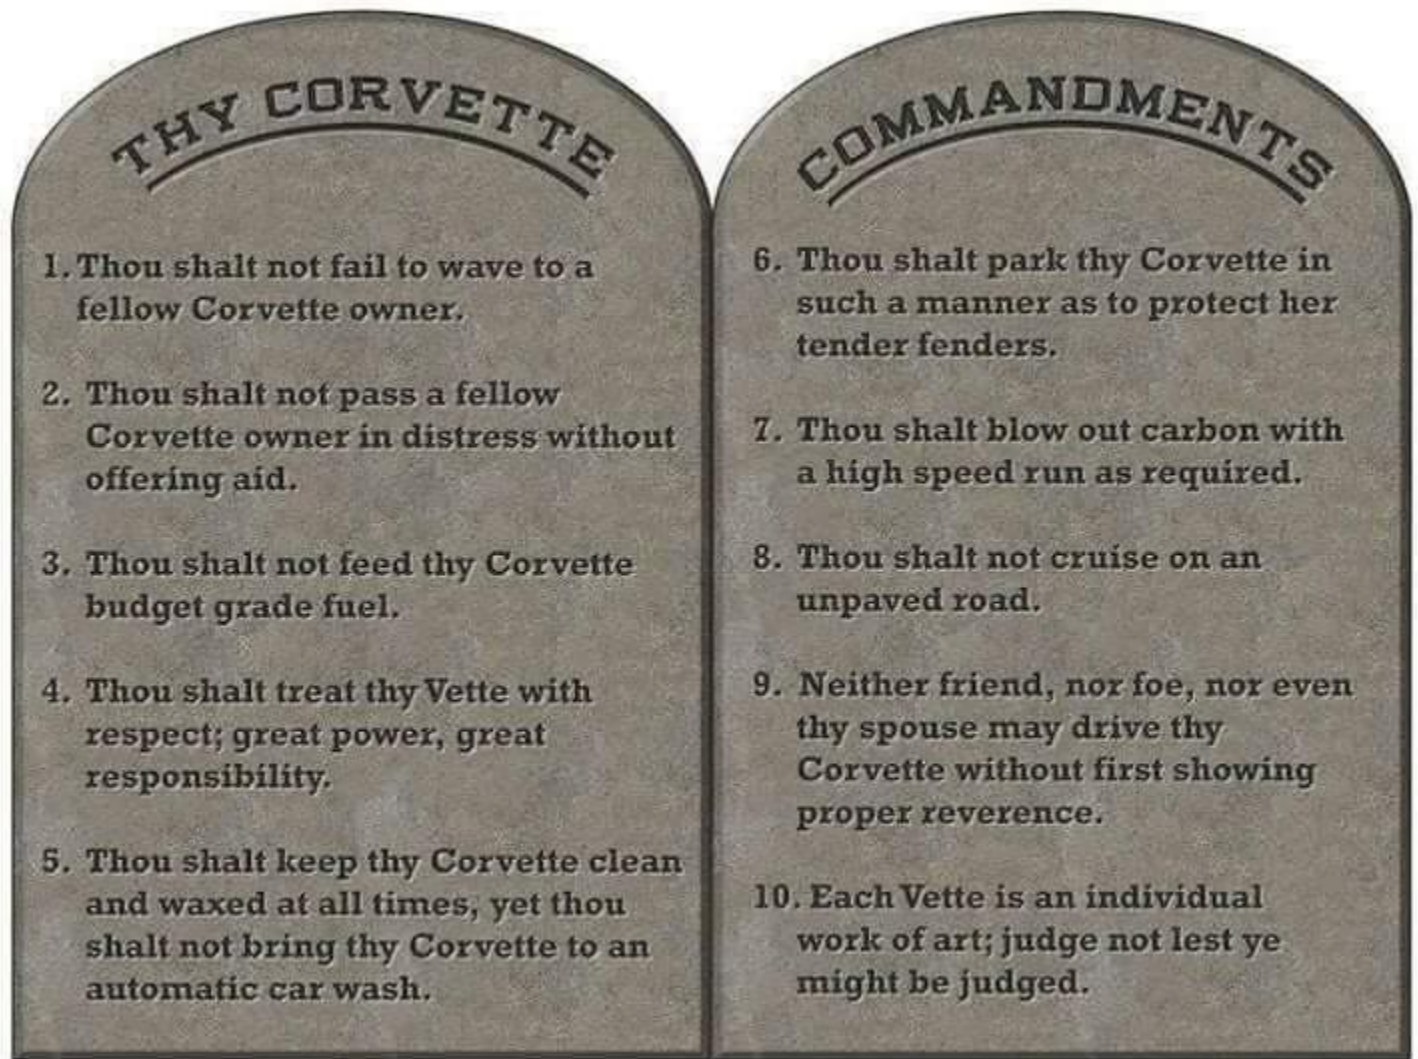 THY CORVETTE
1. Thou shalt not fail to wave to a
fellow Corvette owner.
2. Thou shalt not pass a fellow
Corvette owner in distress without
offering aid.
3. Thou shalt not feed thy Corvette
budget grade fuel.
4. Thou shalt treat thy Vette with
respect; great power, great
responsibility.
5. Thou shalt keep thy Corvette clean
and waxed at all times, yet thou
shalt not bring thy Corvette to an
automatic car wash.
COMMANDMENTS
6. Thou shalt park thy Corvette in
such a manner as to protect her
tender fenders.
7. Thou shalt blow out carbon with
a high speed run as required.
8. Thou shalt not cruise on an
unpaved road.
9. Neither friend, nor foe, nor even
thy spouse may drive thy
Corvette without first showing
proper reverence.
10. Each Vette is an individual
work of art; judge not lest ye
might be judged.